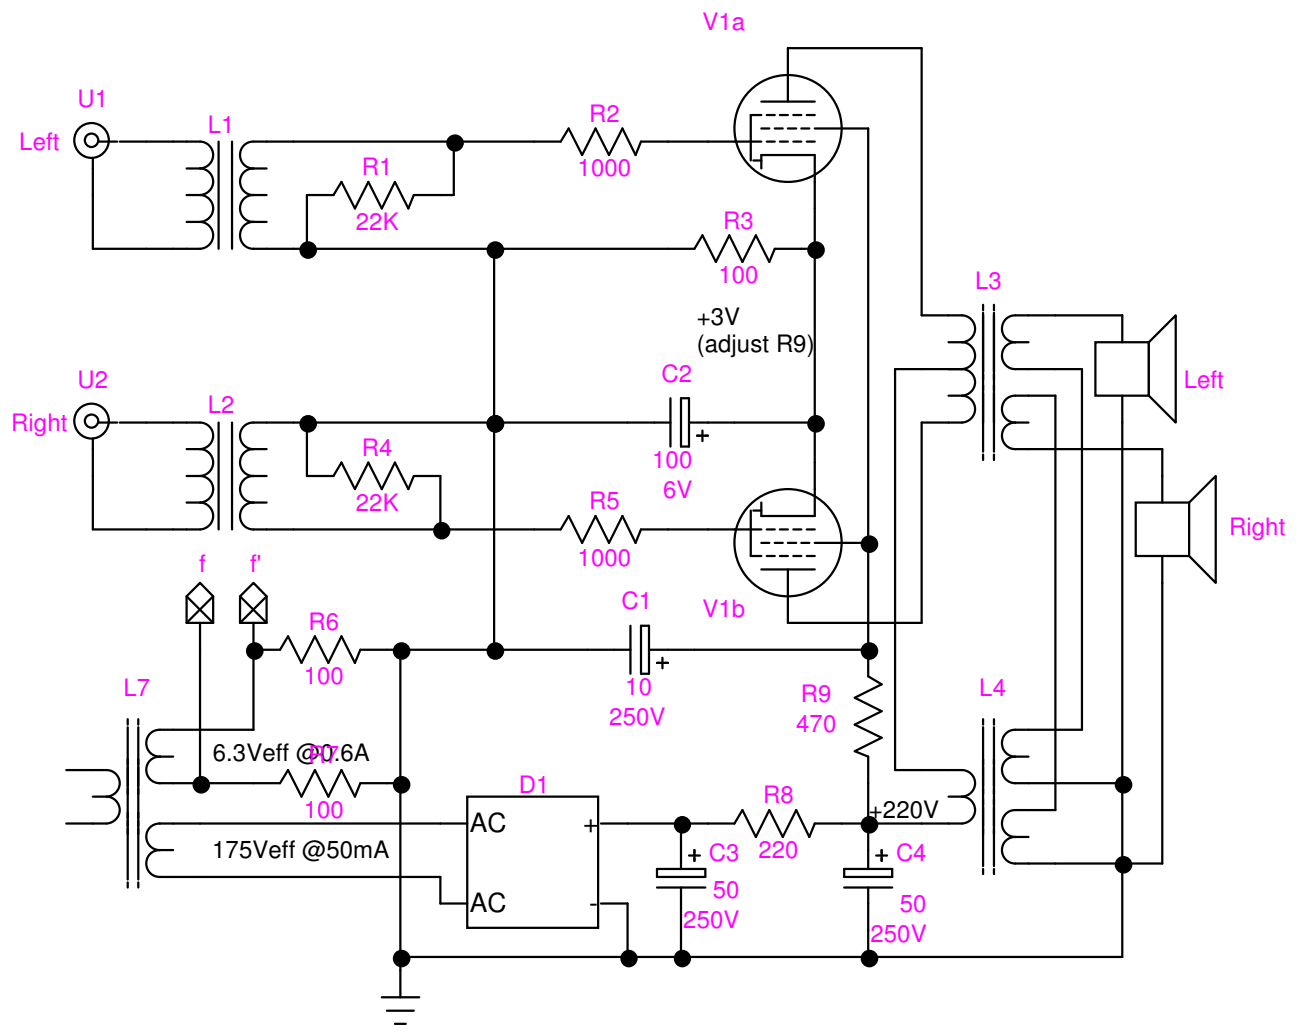 V1a
U1
Left
L1
R2
1000
R1
22K
R3
100
L3
+3V
(adjust R9)
C2
100
6V
Left
U2
Right
L2
R4
22K
R5
1000
Right
f
f'
V1b
C1
10
250V
R6
100
L7
R9
470
L4
6.3Veff @0.6A
R7
100
D1
AC
+
AC
-
R8
220
+220V
175Veff @50mA
+
C3
50
250V
+
C4
50
250V
+
+